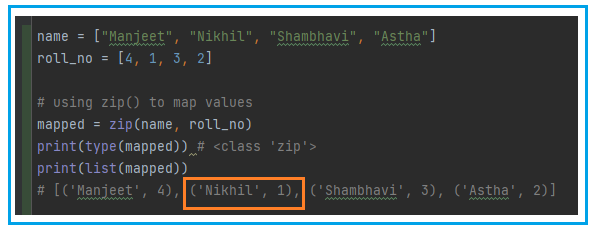 name = ["Manjeet", "Nikhil", "Shambhavi", "Astha"]
roll_no = [4, 1, 3, 2]
# using zip() to map values
mapped = zip(name, roll_no)
print(type(mapped)) # <class 'zip'>
print(list(mapped))
# [('Manjeet', 4), ('Nikhil', 1), ('Shambhavi', 3), ('Astha', 2)]